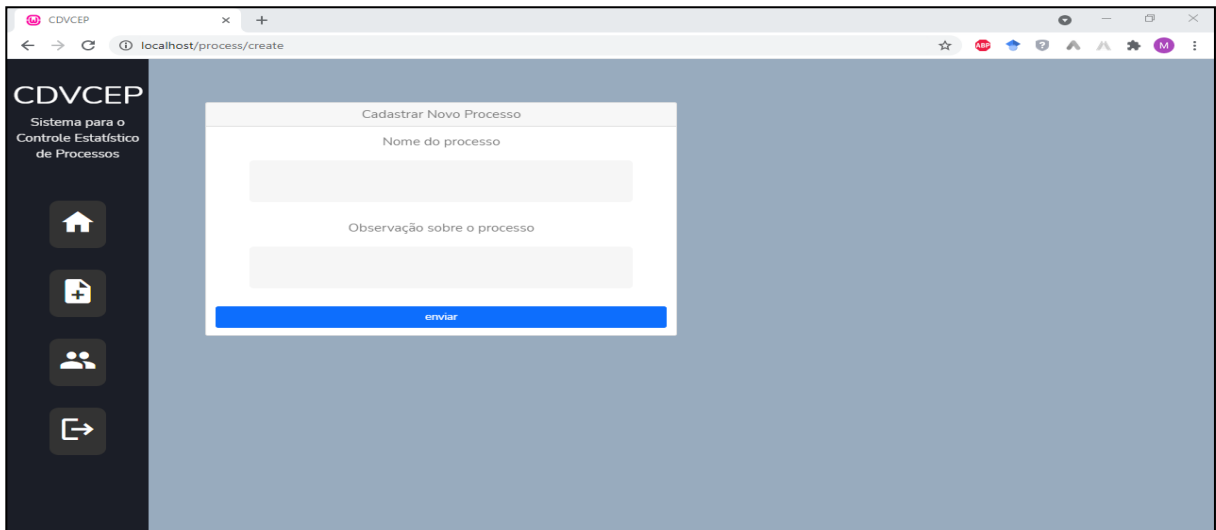 CDVCEP
localhost/process/create
ABP
M
CDVCEP
Sistema para o
Controle Estatístico
de Processos
Cadastrar Novo Processo
Nome do processo
Observação sobre o processo
enviar